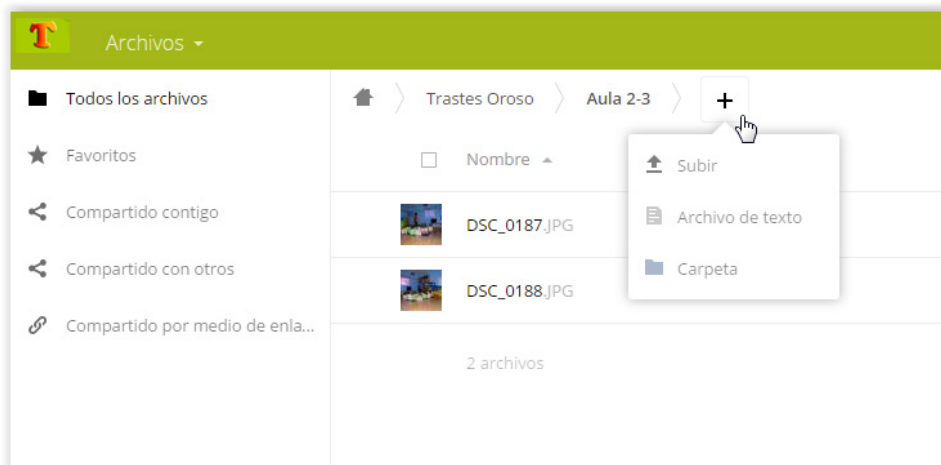 T
Archivos
Todos los archivos
Favoritos
Compartido contigo
Compartido con otros
Compartido por medio de enla...
Trastes Oroso
Aula 2-3
+
Nombre
DSC_0187.JPG
DSC_0188.JPG
2 archivos
Subir
Archivo de texto
Carpeta